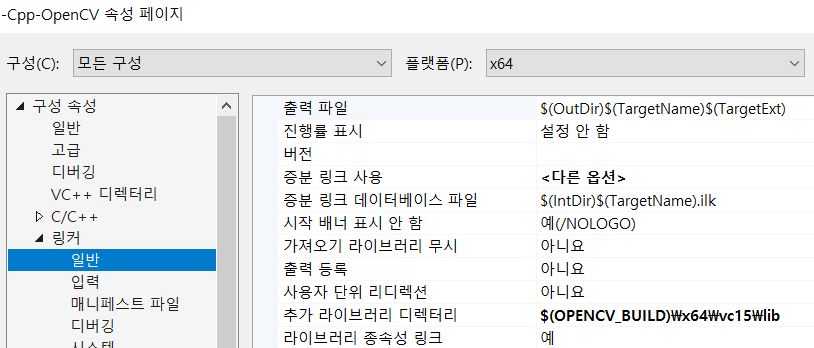 -Cpp-OpenCV 속성 페이지
구성(C): 모든 구성 플랫폼(P): x64
구성 속성
일반
고급
디버깅
VC++ 디렉터리
C/C++
링커
일반
입력
매니페스트 파일
디버깅
시스템
출력 파일 $(OutDir)$(TargetName)$(TargetExt)
진행률 표시 설정 안 함
버전
증분 링크 사용 <다른 옵션>
증분 링크 데이터베이스 파일 $(IntDir)$(TargetName).ilk
시작 배너 표시 안 함 예(/NOLOGO)
가져오기 라이브러리 무시 아니요
출력 등록 아니요
사용자 단위 리디렉션 아니요
추가 라이브러리 디렉터리 $(OPENCV_BUILD)₩x64₩vc15₩lib
라이브러리 종속성 링크 예